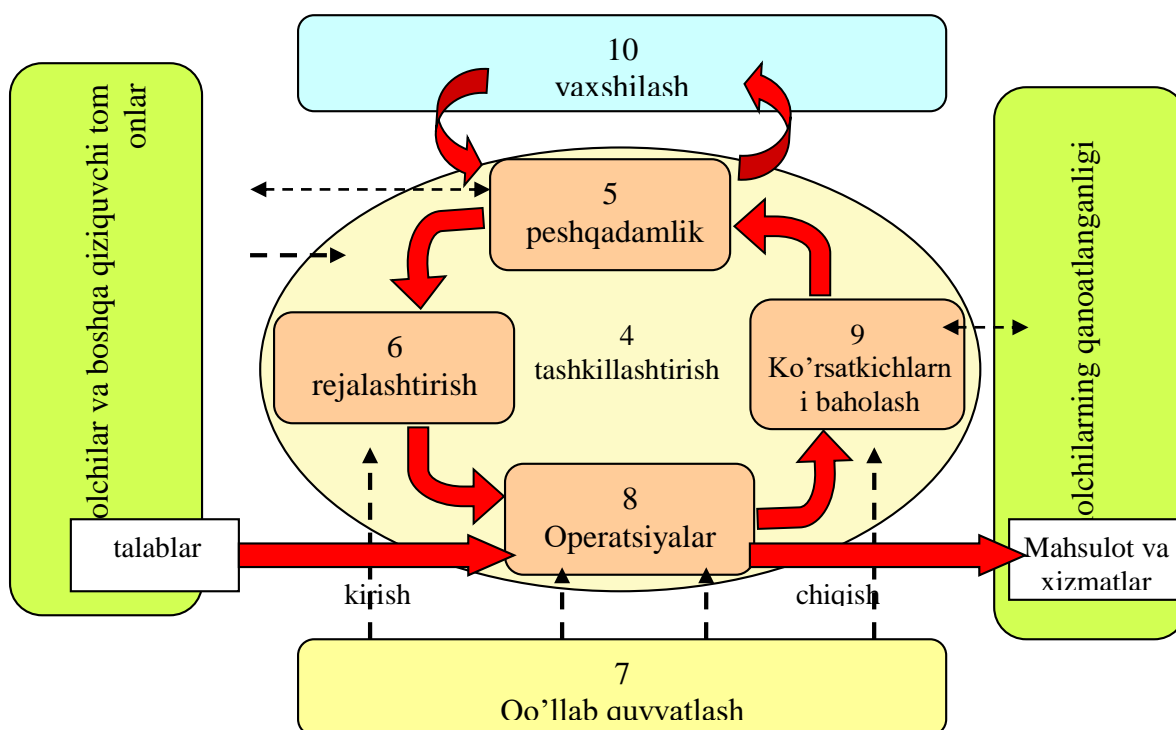 10
yaxshilash
olchilar va boshqa qiziquvchi tom
onlar
5
peshqadamlik
6
rejalashtirish
4
tashkillashtirish
9
Ko’rsatkichlarn
i baholash
olchilarning qanoatlanganligi
8
Operatsiyalar
talablar
Mahsulot va
xizmatlar
kirish
chiqish
7
Qo’llab quvvatlash